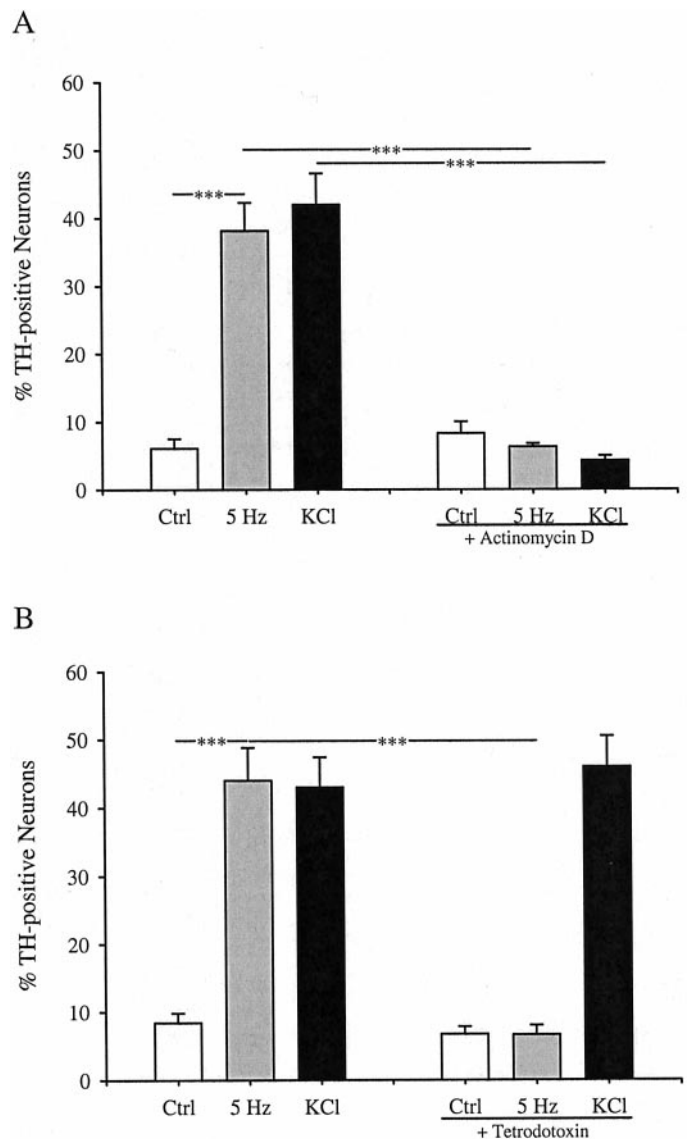 A
60
50
40
30
20
10
0
% TH-positive Neurons
***
***
***
Ctrl 5 Hz KCl Ctrl 5 Hz KCl
+ Actinomycin D
B
60
50
40
30
20
10
0
% TH-positive Neurons
*** ***
Ctrl 5 Hz KCl Ctrl 5 Hz KCl
+ Tetrodotoxin